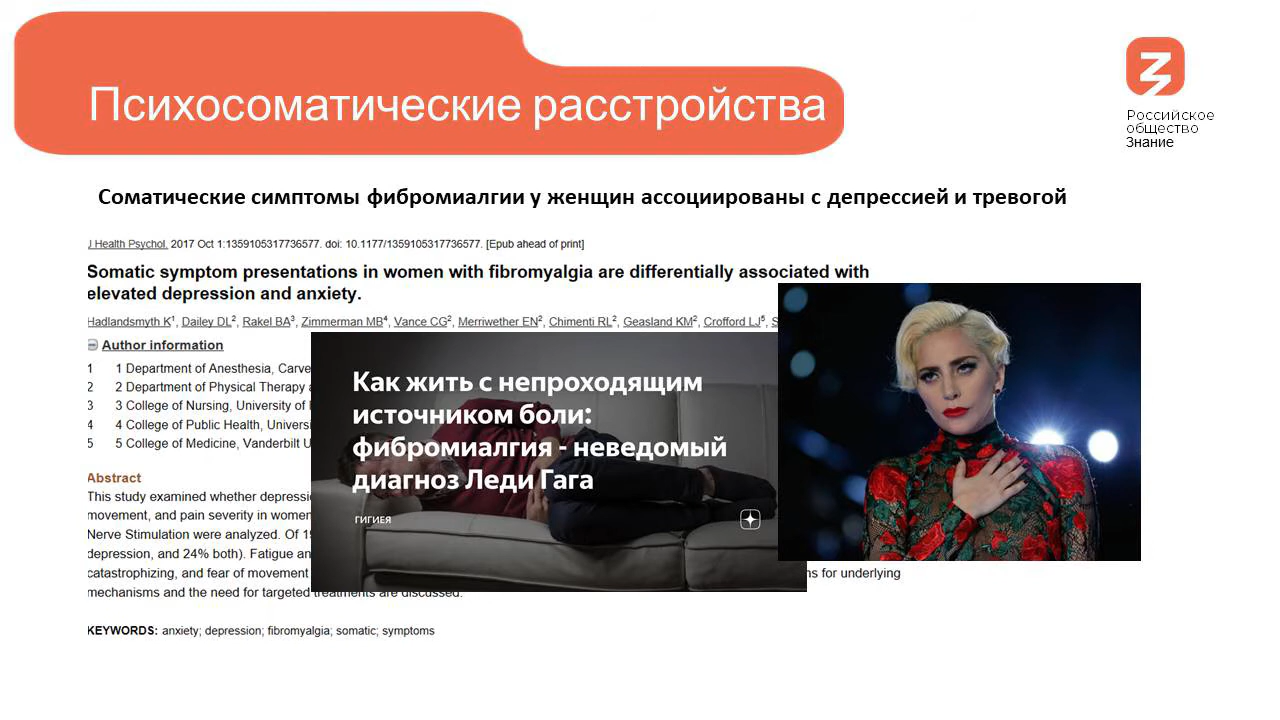 Психосоматические расстройства
Российское
общество
Знание
Соматические симптомы фибромиалгии у женщин ассоциированы с депрессией и тревогой
J Health Psychol. 2017 Oct 1:1359105317736577. doi: 10.1177/1359105317736577. [Epub ahead of print]
Somatic symptom presentations in women with fibromyalgia are differentially associated with
elevated depression and anxiety.
Hadlandsmyth K1, Dailey DL2, Rakel BA3, Zimmerman MB4, Vance CG2, Merriwether EN2, Chimenti RL2, Geasland KM2, Crofford LJ5,
Author information
1 1 Department of Anesthesia,
2 2 Department of Physical Therapy
3 3 College of Nursing, University of
4 4 College of Public Health,
5 5 College of Medicine, Vanderbilt
Abstract
This study examined whether
movement, and pain severity in women
Nerve Stimulation were analyzed. Of
depression, and 24% both). Fatigue
catastrophizing, and fear of movement
for underlying
mechanisms and the need for targeted treatments are discussed.
KEYWORDS: anxiety; depression; fibromyalgia; somatic; symptoms
Как жить с непроходящим
источником боли:
фибромиалгия - неведомый
диагноз Леди Гага
ГИГИЕЯ